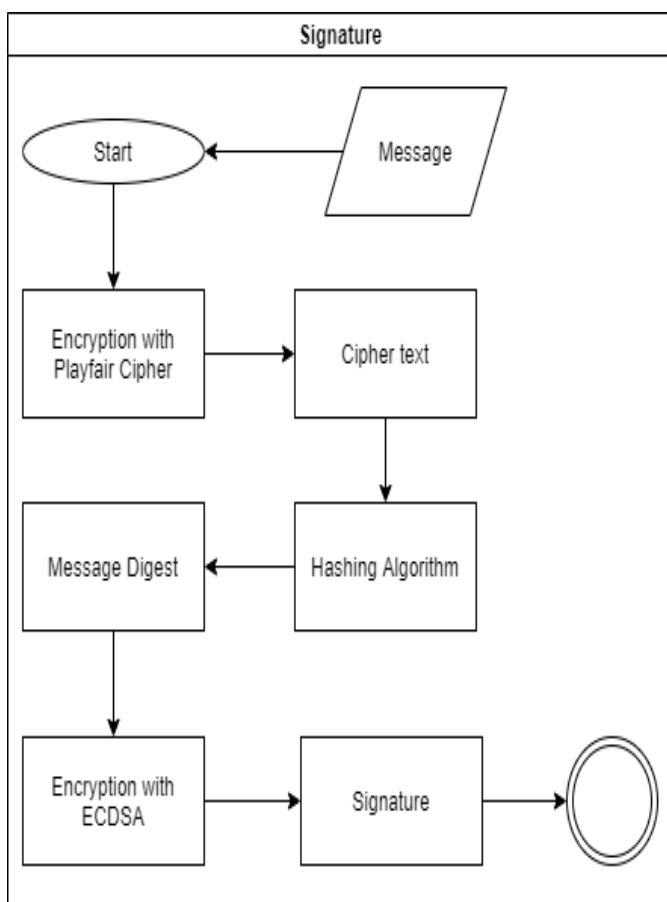 Signature
Start
Message
Encryption with
Playfair Cipher
Cipher text
Message Digest
Hashing Algorithm
Encryption with
ECDSA
Signature